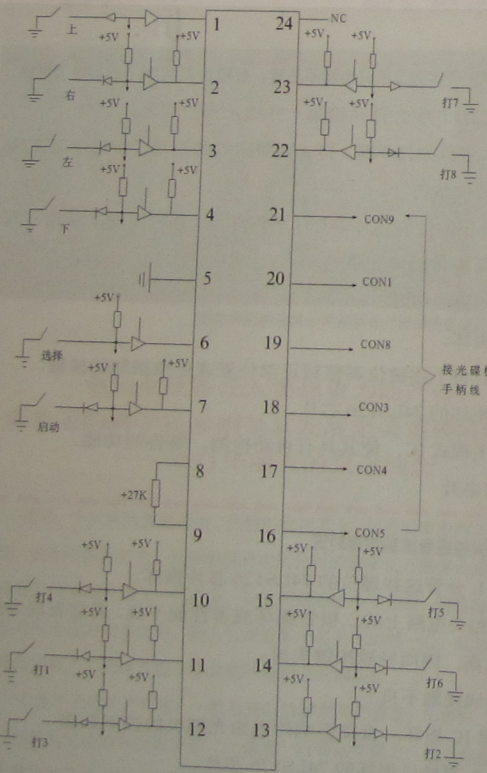 上 1 24 NC
+5V +5V +5V +5V
右 2 23 打7
+5V +5V +5V +5V
左 3 22 打8
+5V +5V
下 4 21 CON9
5 20 CON1
+5V
选择 6 19 CON8
接光碟机
手柄线
+5V +5V
启动 7 18 CON3
8 17 CON4
+27K
9 16 CON5
+5V +5V +5V +5V
打4 10 15 打5
+5V +5V +5V +5V
打1 11 14 打6
+5V +5V +5V +5V
打3 12 13 打2